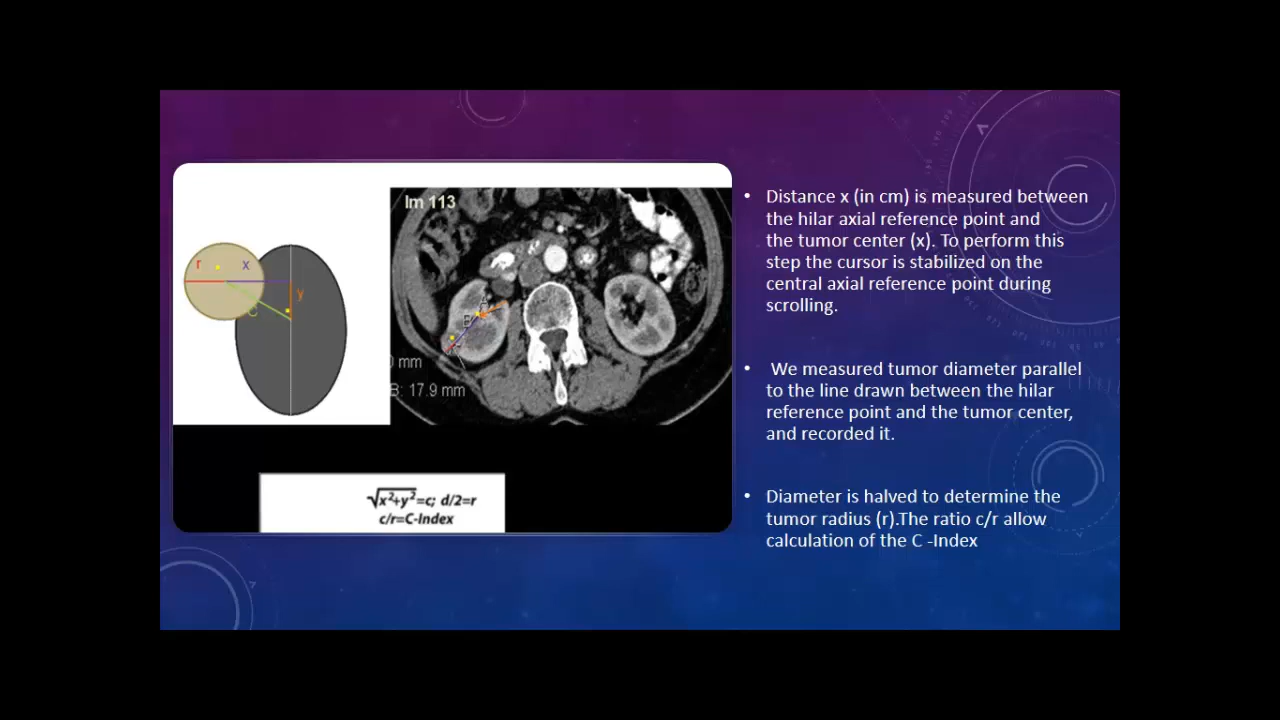 Im 113
r
x
y
C
A
E
0 mm
B: 17.9 mm
√x²+y²=c; d/2=r
c/r=C-Index
• Distance x (in cm) is measured between
the hilar axial reference point and
the tumor center (x). To perform this
step the cursor is stabilized on the
central axial reference point during
scrolling.
• We measured tumor diameter parallel
to the line drawn between the hilar
reference point and the tumor center,
and recorded it.
• Diameter is halved to determine the
tumor radius (r).The ratio c/r allow
calculation of the C -Index